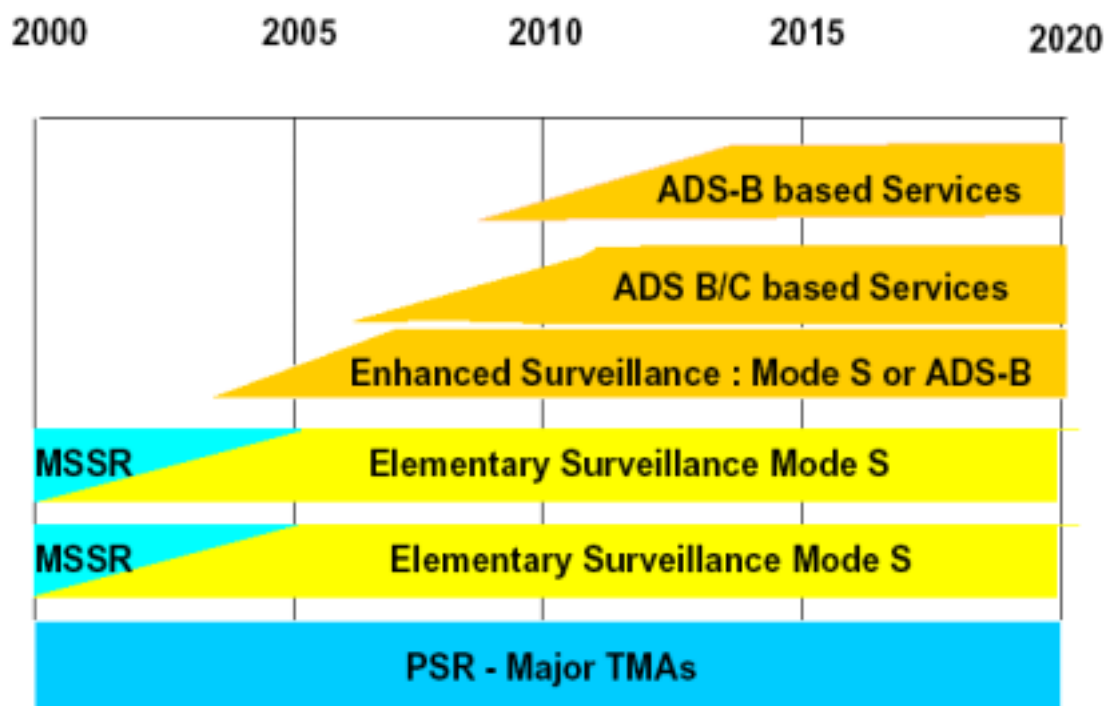 2000 2005 2010 2015 2020
ADS-B based Services
ADS B/C based Services
Enhanced Surveillance : Mode S or ADS-B
MSSR Elementary Surveillance Mode S
MSSR Elementary Surveillance Mode S
PSR - Major TMAs